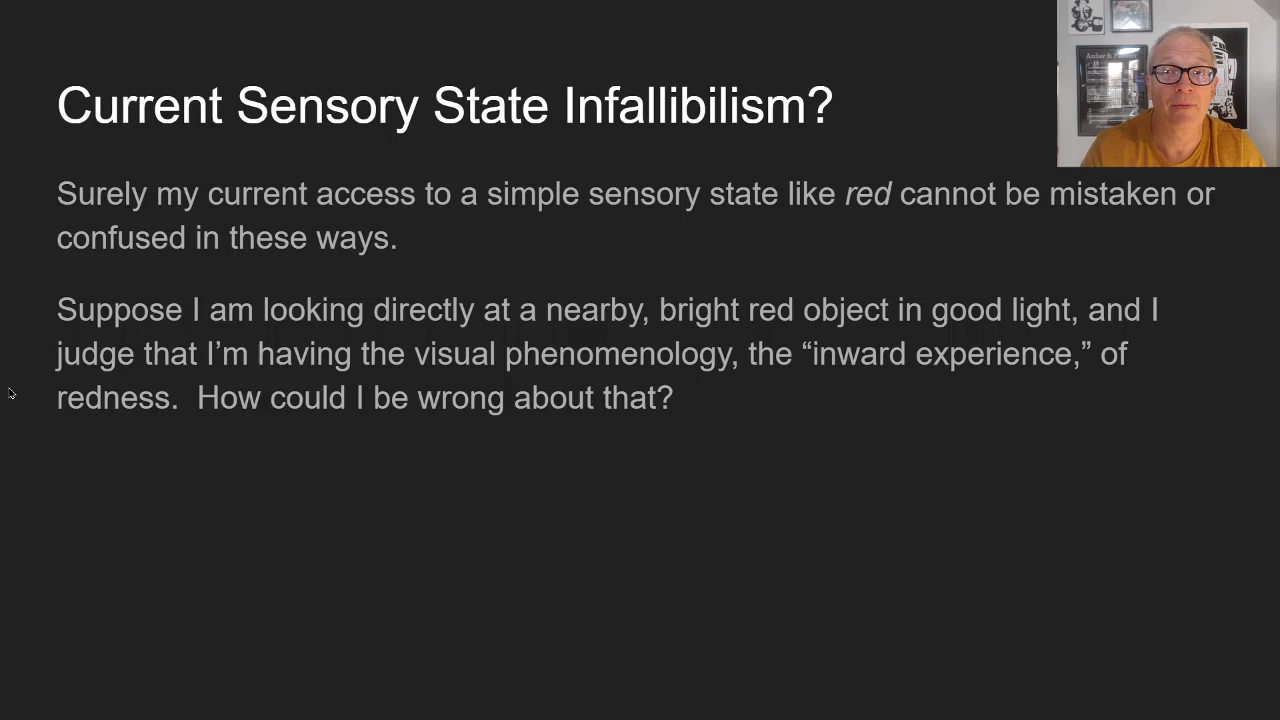 Current Sensory State Infallibilism?
Surely my current access to a simple sensory state like red cannot be mistaken or
confused in these ways.
Suppose I am looking directly at a nearby, bright red object in good light, and I
judge that I’m having the visual phenomenology, the “inward experience,” of
redness.  How could I be wrong about that?